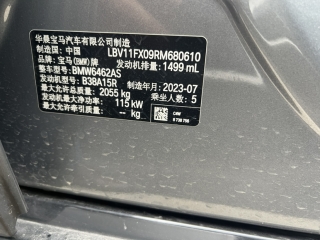 华晨宝马汽车有限公司制造
制造国：中国 LBV11FX09RM680610
品牌：宝马(BMW)牌 发动机排量：1499 mL
整车型号：BMW6462AS
发动机型号：B38A15R 制造年月：2023-07
最大允许总质量：2055 kg 乘坐人数：5
发动机最大净功率：115 kW
最大允许牵引质量：-- kg